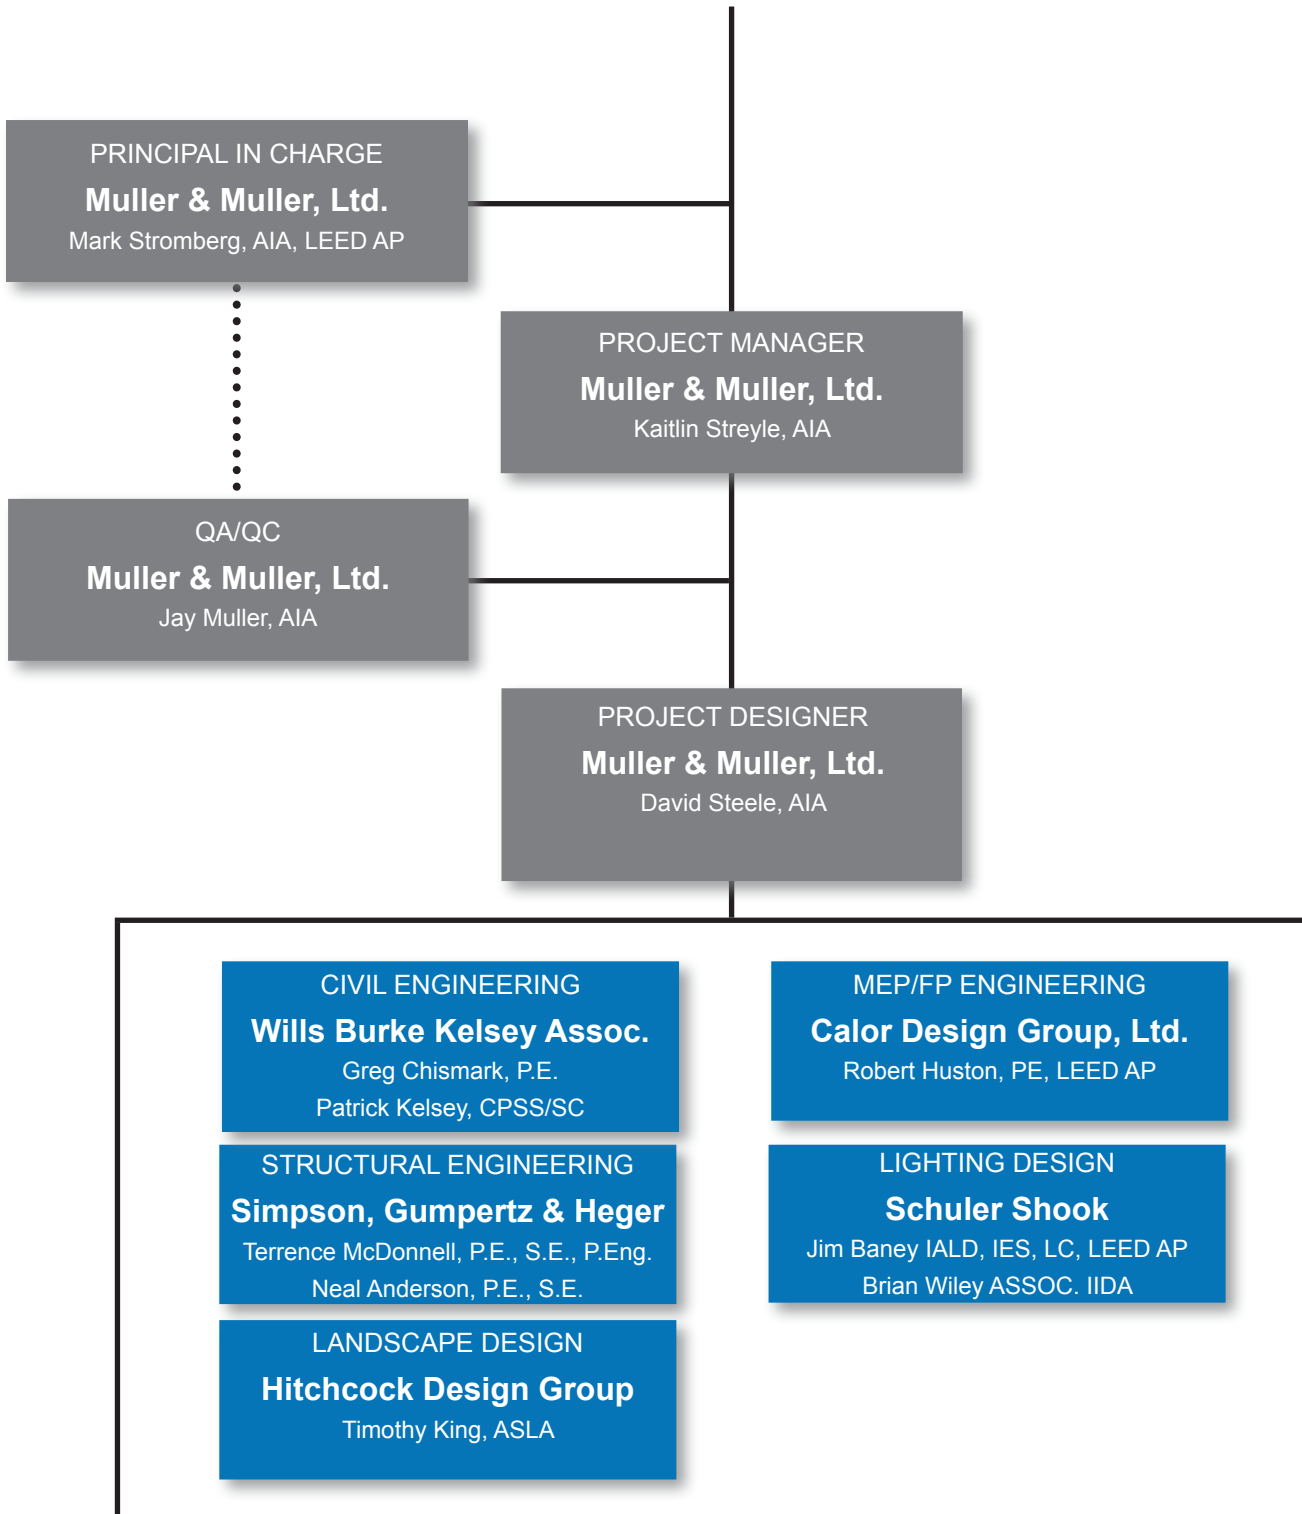 PRINCIPAL IN CHARGE
Muller & Muller, Ltd.
Mark Stromberg, AIA, LEED AP
PROJECT MANAGER
Muller & Muller, Ltd.
Kaitlin Streyle, AIA
QA/QC
Muller & Muller, Ltd.
Jay Muller, AIA
PROJECT DESIGNER
Muller & Muller, Ltd.
David Steele, AIA
CIVIL ENGINEERING
Wills Burke Kelsey Assoc.
Greg Chismark, P.E.
Patrick Kelsey, CPSS/SC
MEP/FP ENGINEERING
Calor Design Group, Ltd.
Robert Huston, PE, LEED AP
STRUCTURAL ENGINEERING
Simpson, Gumpertz & Heger
Terrence McDonnell, P.E., S.E., P.Eng.
Neal Anderson, P.E., S.E.
LIGHTING DESIGN
Schuler Shook
Jim Baney IALD, IES, LC, LEED AP
Brian Wiley ASSOC. IIDA
LANDSCAPE DESIGN
Hitchcock Design Group
Timothy King, ASLA